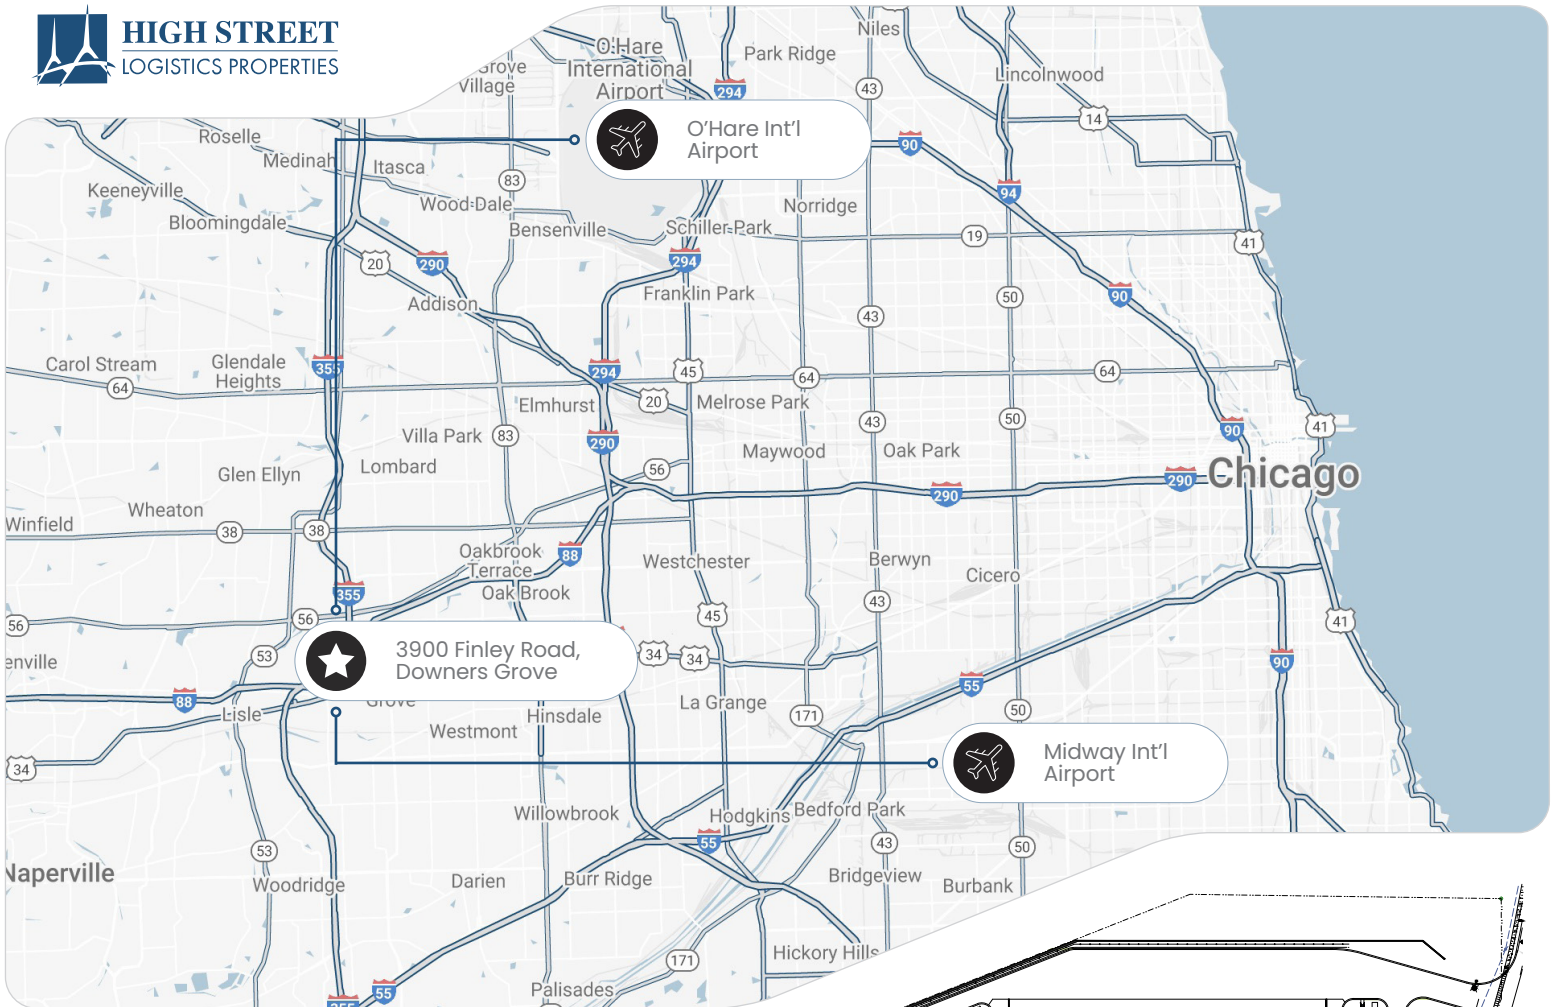 HIGH STREET
LOGISTICS PROPERTIES
O'Hare
International
Airport
Park Ridge
Niles
Lincolnwood
Grove
Village
294
43
14
Roselle
Medinah
Itasca
O'Hare Int'l
Airport
90
94
83
Keeneyville
Wood Dale
Norridge
Bloomingdale
Bensenville
Schiller Park
19
41
20
290
294
Addison
Franklin Park
50
90
43
Carol Stream
Glendale
Heights
355
294
45
64
64
64
Elmhurst
20
Melrose Park
43
50
41
90
Villa Park
83
290
Maywood
Oak Park
Glen Ellyn
Lombard
56
290
290
Chicago
Wheaton
Winfield
38
38
Oakbrook
Terrace
88
Westchester
Berwyn
Cicero
355
Oak Brook
43
56
56
45
41
enville
53
3900 Finley Road,
Downers Grove
34
34
90
88
55
Lisle
Grove
Hinsdale
La Grange
171
50
Westmont
34
Midway Int'l
Airport
Willowbrook
Hodgkins
Bedford Park
55
43
50
53
Naperville
Woodridge
Darien
Burr Ridge
Bridgeview
Burbank
Hickory Hills
171
55
Palisades
355